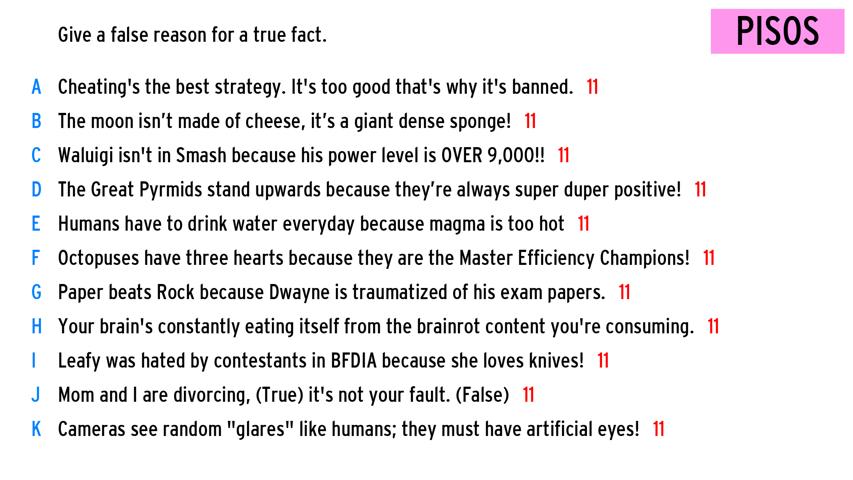 Give a false reason for a true fact.
PISOS
A Cheating's the best strategy. It's too good that's why it's banned. 11
B The moon isn’t made of cheese, it’s a giant dense sponge! 11
C Waluigi isn't in Smash because his power level is OVER 9,000!! 11
D The Great Pyrmids stand upwards because they’re always super duper positive! 11
E Humans have to drink water everyday because magma is too hot 11
F Octopuses have three hearts because they are the Master Efficiency Champions! 11
G Paper beats Rock because Dwayne is traumatized of his exam papers. 11
H Your brain's constantly eating itself from the brainrot content you're consuming. 11
I Leafy was hated by contestants in BFDIA because she loves knives! 11
J Mom and I are divorcing, (True) it's not your fault. (False) 11
K Cameras see random "glares" like humans; they must have artificial eyes! 11